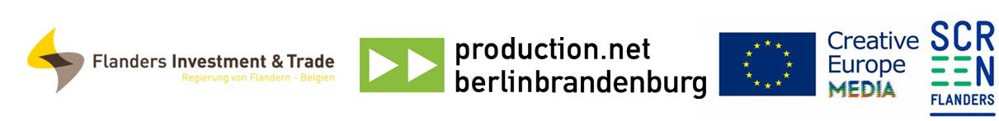 Flanders Investment & Trade
Regierung von Flandern - Belgien
production.net
berlinbrandenburg
Creative
Europe
MEDIA
SCR
EEN
FLANDERS